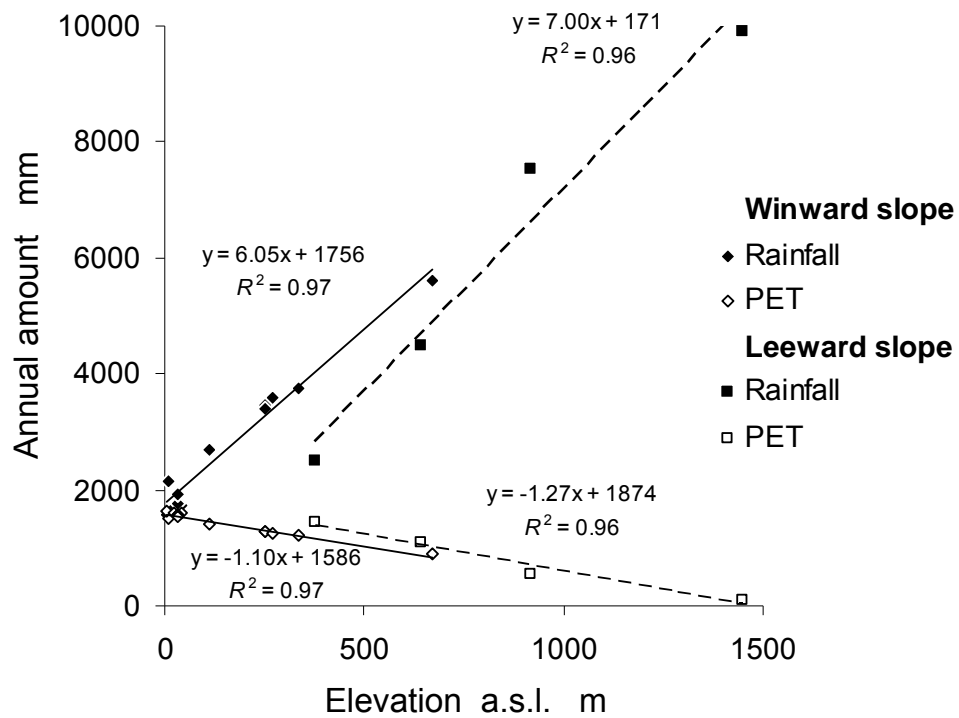 10000
8000
6000
4000
2000
0
Annual amount mm
y = 7.00x + 171
R² = 0.96
y = 6.05x + 1756
R² = 0.97
y = -1.27x + 1874
R² = 0.96
y = -1.10x + 1586
R² = 0.97
Winward slope
Rainfall
PET
Leeward slope
Rainfall
PET
0 500 1000 1500
Elevation a.s.l. m